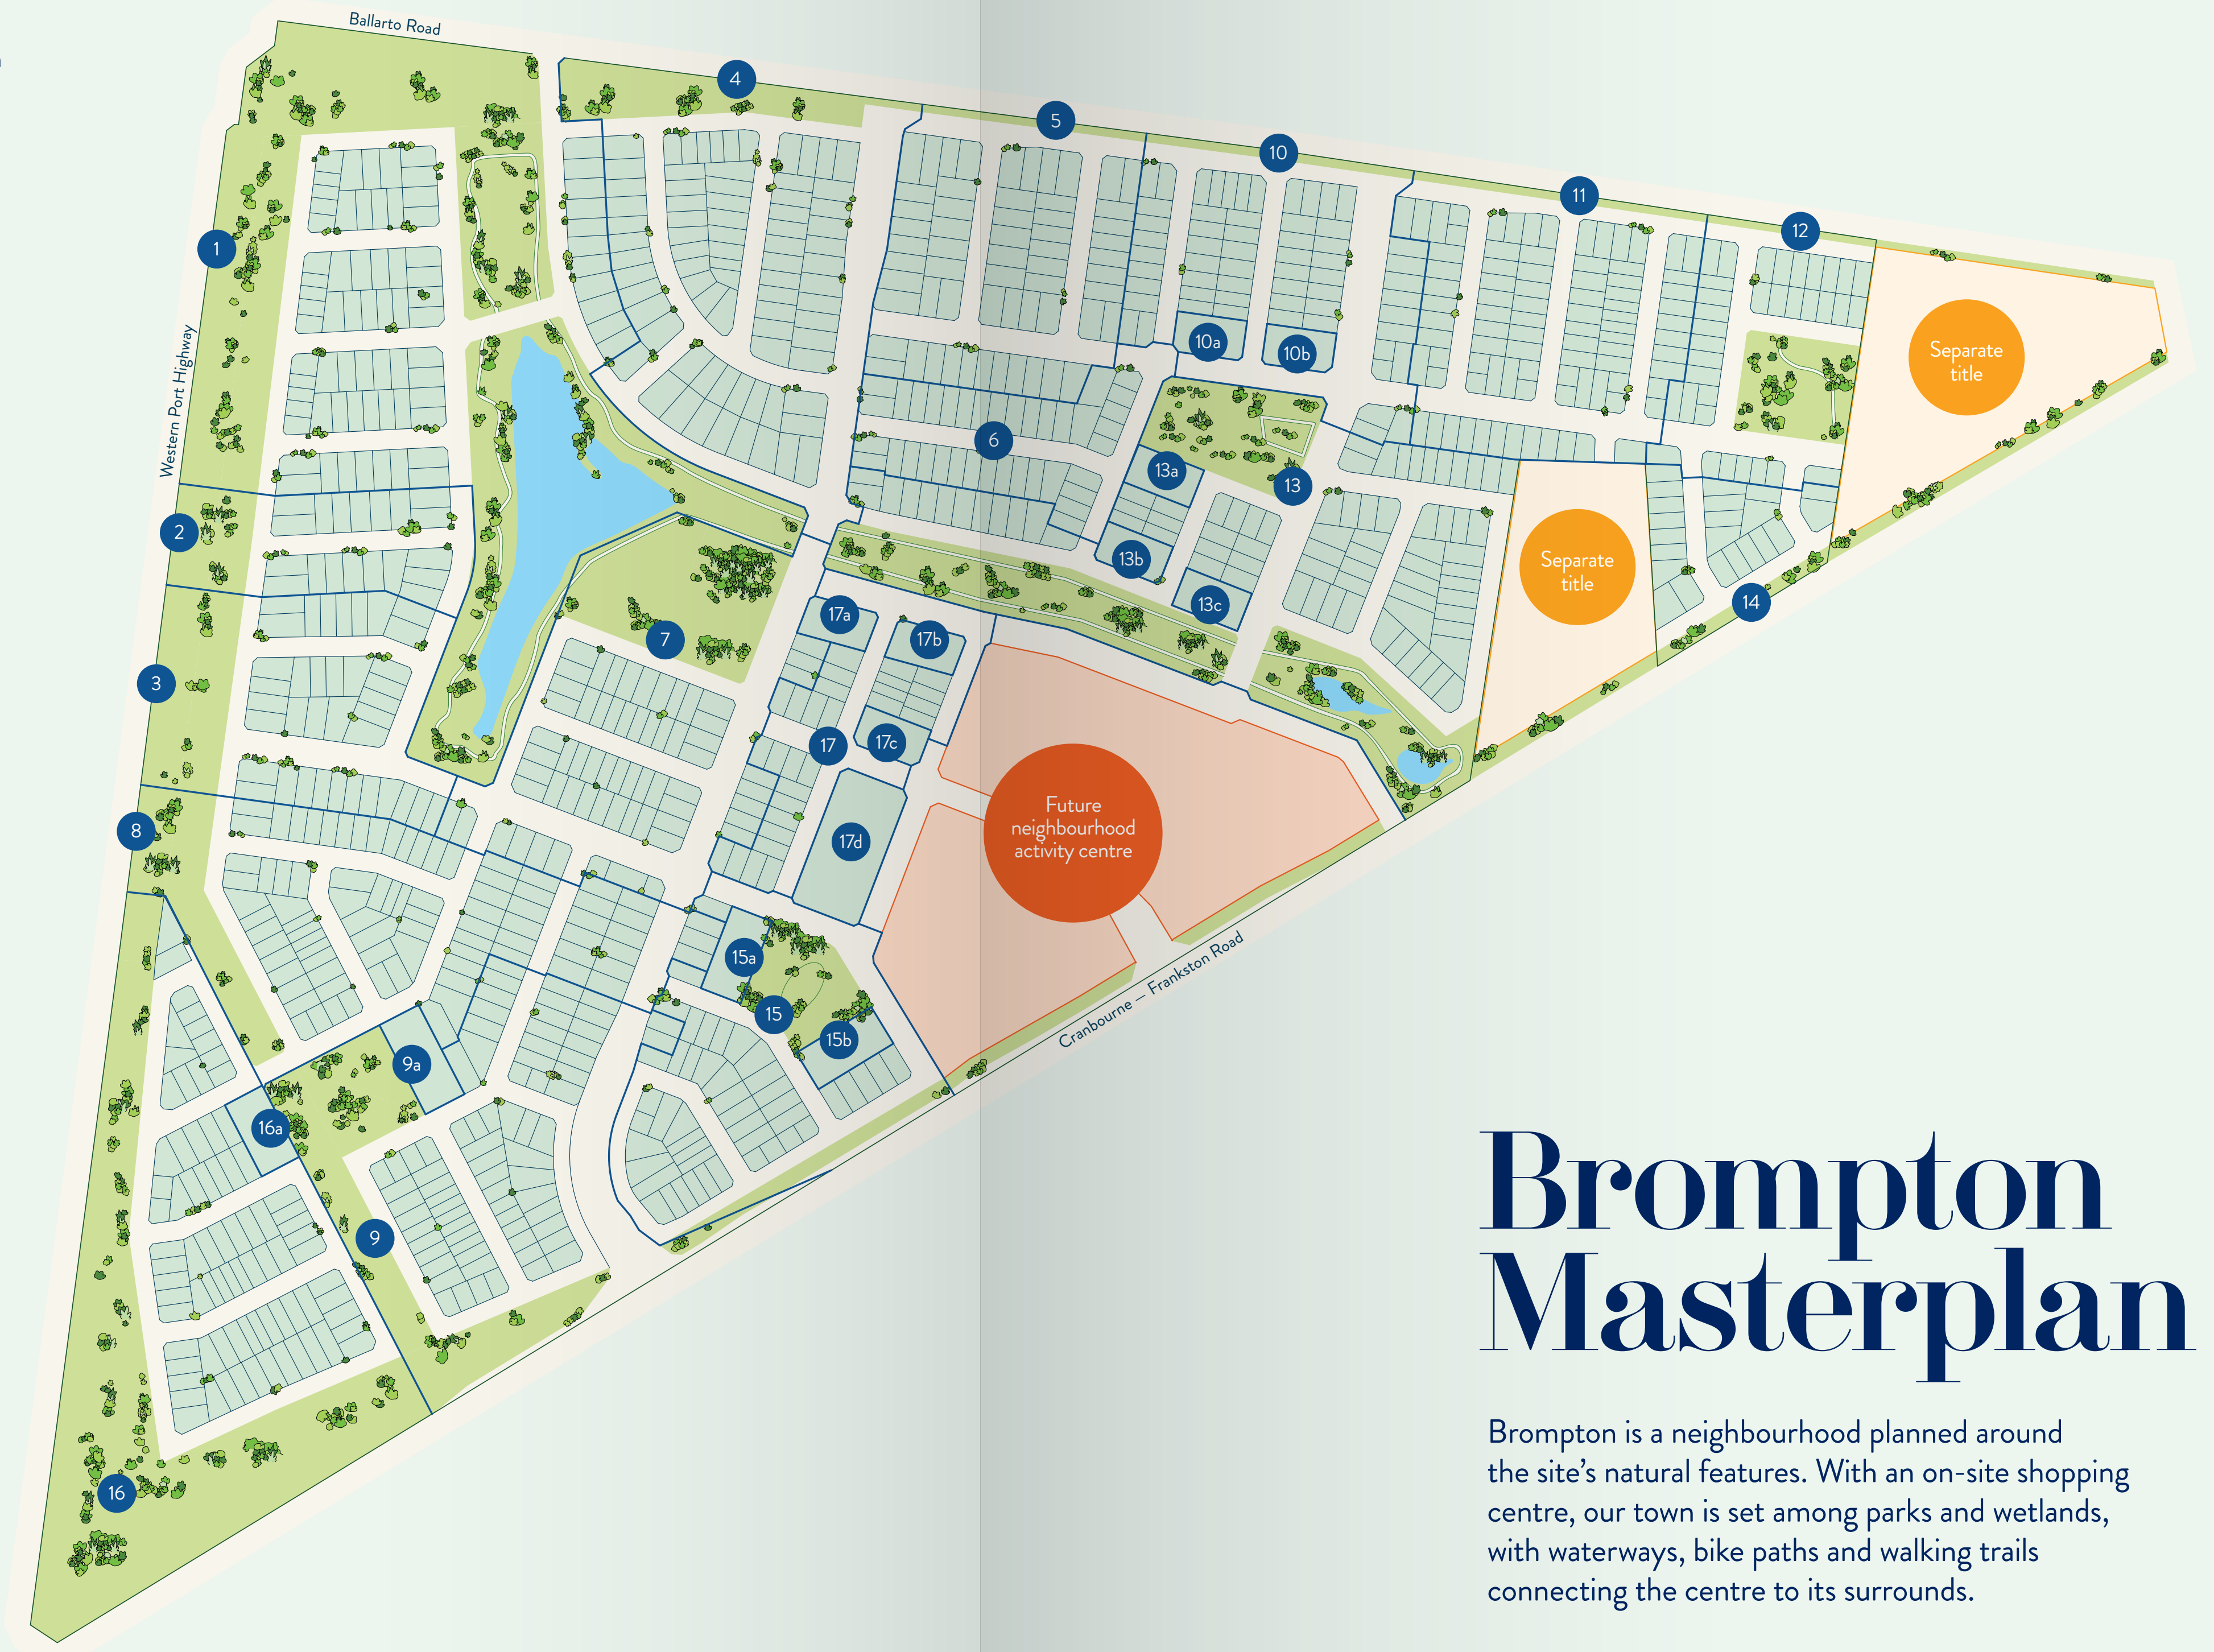 Ballarto Road
4
5
10
11
12
1
Western Port Highway
Separate
title
10a
10b
6
13a
13
2
13b
Separate
title
13c
14
17a
17b
7
3
17
17c
Future
neighbourhood
activity centre
8
17d
15a
Cranbourne – Frankston Road
15
15b
9a
16a
9
16
Brompton
Masterplan
Brompton is a neighbourhood planned around
the site's natural features. With an on-site shopping
centre, our town is set among parks and wetlands,
with waterways, bike paths and walking trails
connecting the centre to its surrounds.